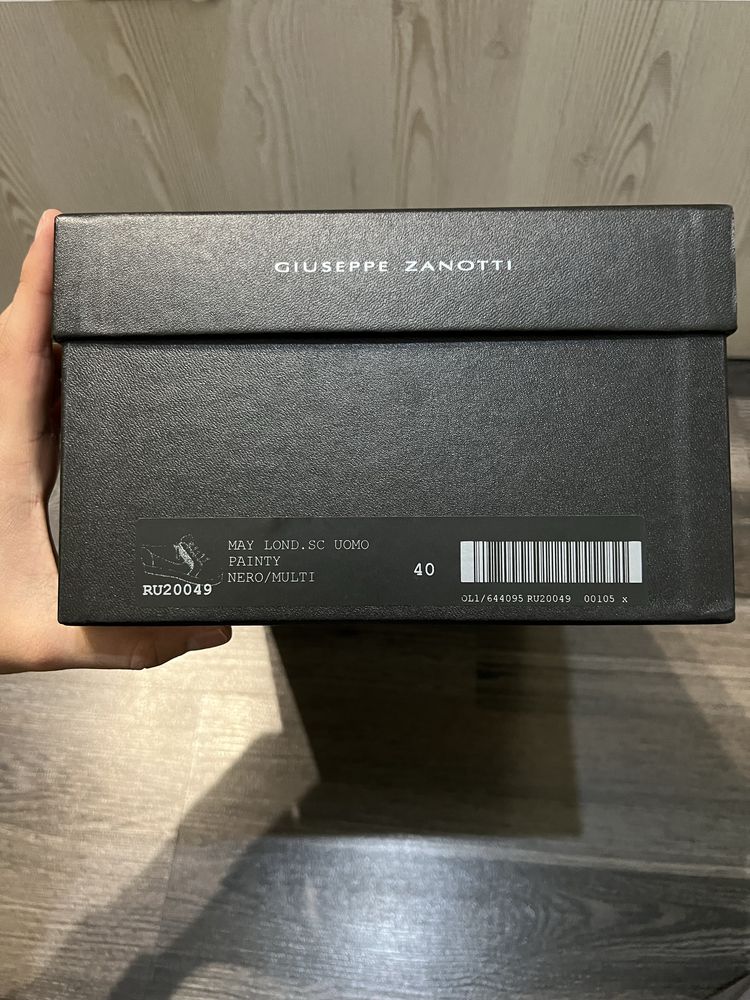 GIUSEPPE ZANOTTI
MAY LOND.SC UOMO
PAINTY
NERO/MULTI
40
RU20049
OL1/644095 RU20049 00105 x